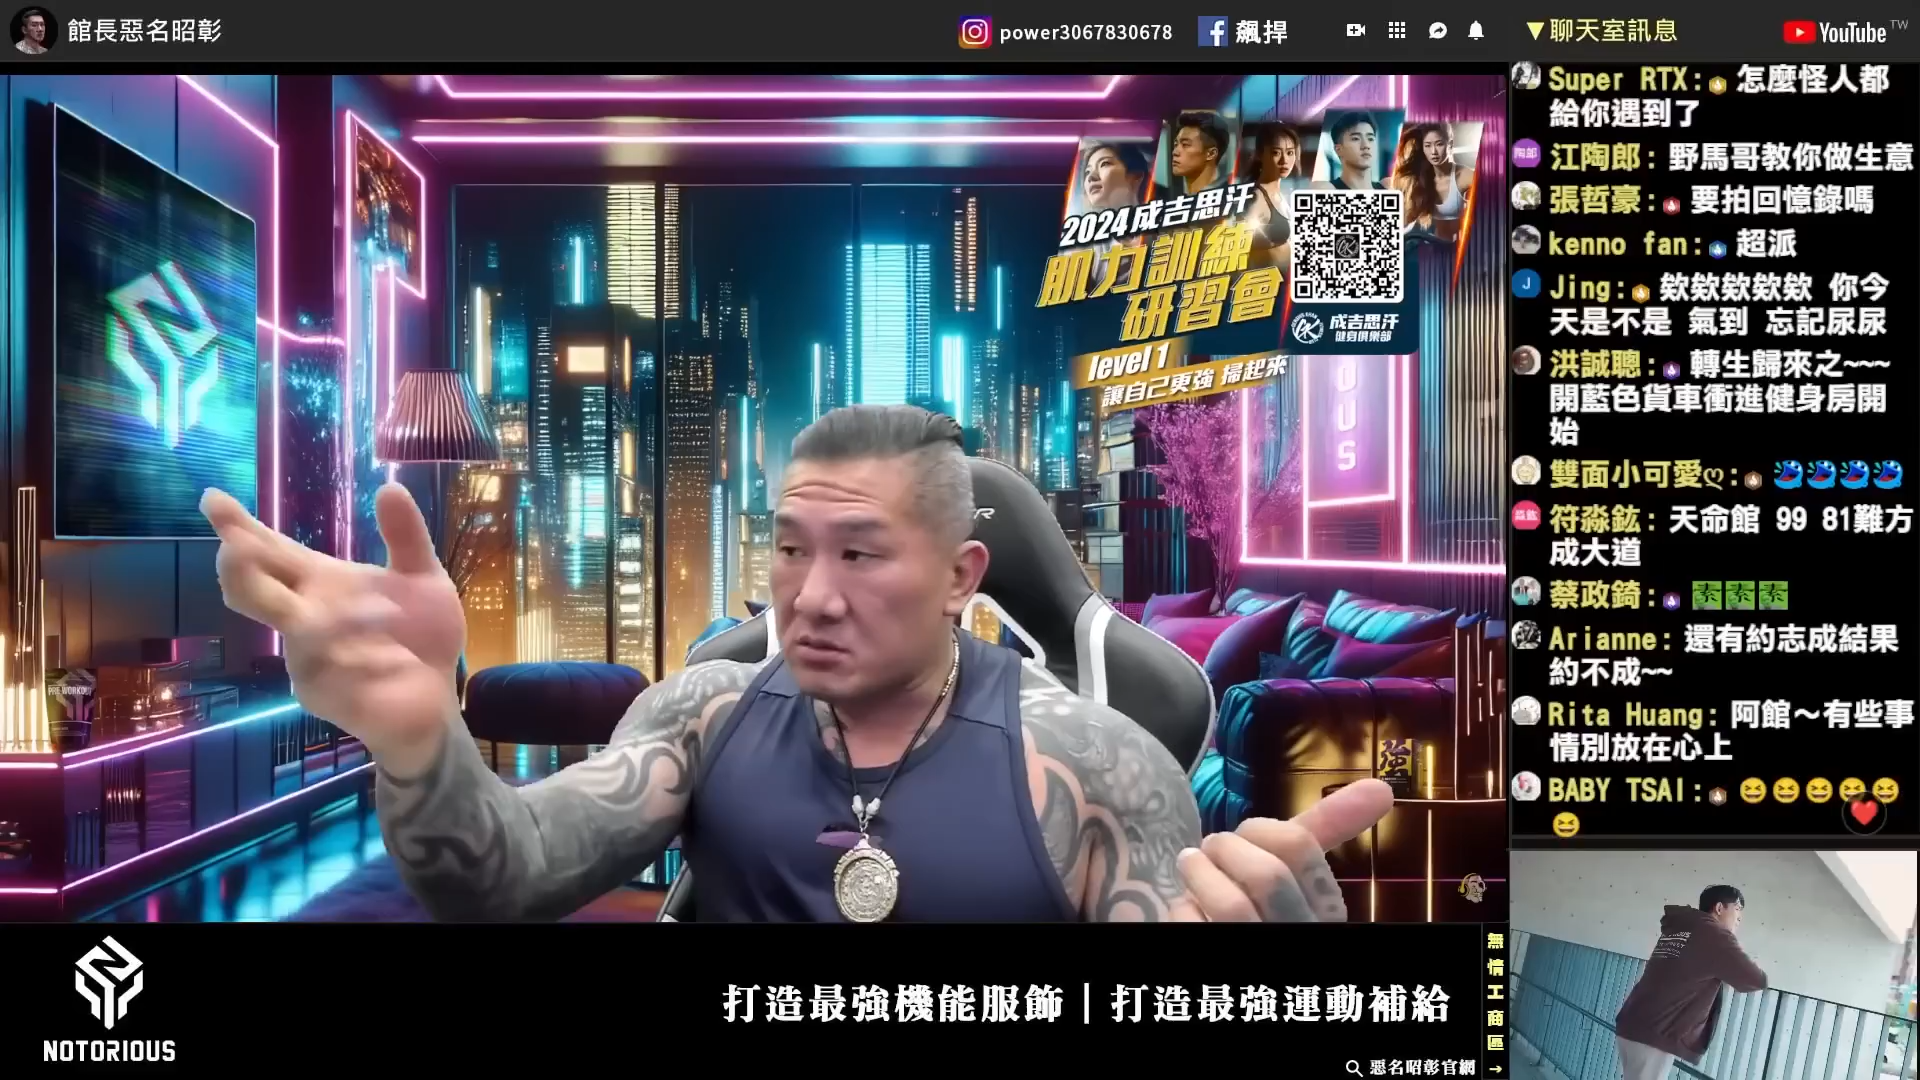 館長惡名昭彰
power3067830678
飆捍
▼聊天室訊息
YouTube TW
2024成吉思汗
肌力訓練
研習會
level 1
讓自己更強 掃起來
成吉思汗
健身俱樂部
OUS
PRE WORKOUT
強
Super RTX: 怎麼怪人都
給你遇到了
江陶郎: 野馬哥教你做生意
張哲豪: 要拍回憶錄嗎
kenno fan: 超派
J Jing: 欸欸欸欸欸 你今
天是不是 氣到 忘記尿尿
洪誠聰: 轉生歸來之~~~
開藍色貨車衝進健身房開
始
雙面小可愛ღ: 
符淼鈜: 天命館 99 81難方
成大道
蔡政錡: 素素素
Arianne: 還有約志成結果
約不成~~
Rita Huang: 阿館～有些事
情別放在心上
BABY TSAI: 😆😆😆😆😆
😆
NOTORIOUS
打造最強機能服飾｜打造最強運動補給
惡名昭彰官網
無情工商區→